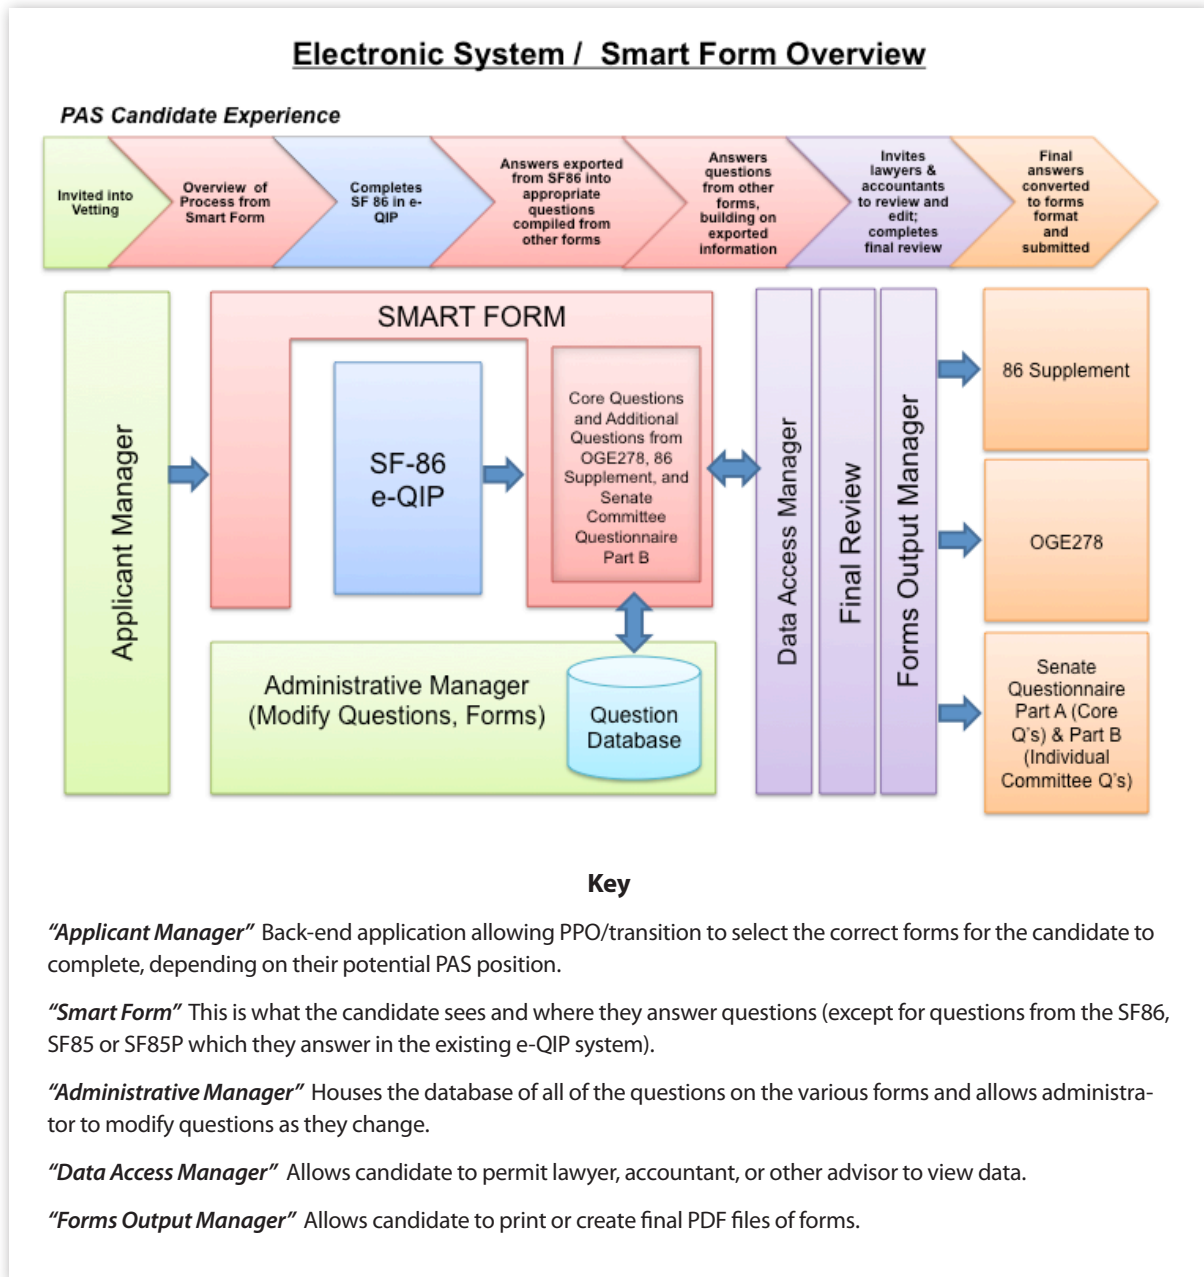 Electronic System / Smart Form Overview
PAS Candidate Experience
Invited into
Vetting
Overview of
Process from
Smart Form
Completes
SF 86 in e-
QIP
Answers exported
from SF86 into
appropriate
questions
compiled from
other forms
Answers
questions
from other
forms,
building on
exported
information
Invites
lawyers &
accountants
to review and
edit;
completes
final review
Final
answers
converted
to forms
format
and
submitted
Applicant Manager
SMART FORM
SF-86
e-QIP
Core Questions
and Additional
Questions from
OGE278, 86
Supplement, and
Senate
Committee
Questionnaire
Part B
Administrative Manager
(Modify Questions, Forms)
Question
Database
Data Access Manager
Final Review
Forms Output Manager
86 Supplement
OGE278
Senate
Questionnaire
Part A (Core
Q's) & Part B
(Individual
Committee Q's)
Key
“Applicant Manager” Back-end application allowing PPO/transition to select the correct forms for the candidate to
complete, depending on their potential PAS position.
“Smart Form” This is what the candidate sees and where they answer questions (except for questions from the SF86,
SF85 or SF85P which they answer in the existing e-QIP system).
“Administrative Manager” Houses the database of all of the questions on the various forms and allows administra-
tor to modify questions as they change.
“Data Access Manager” Allows candidate to permit lawyer, accountant, or other advisor to view data.
“Forms Output Manager” Allows candidate to print or create final PDF files of forms.